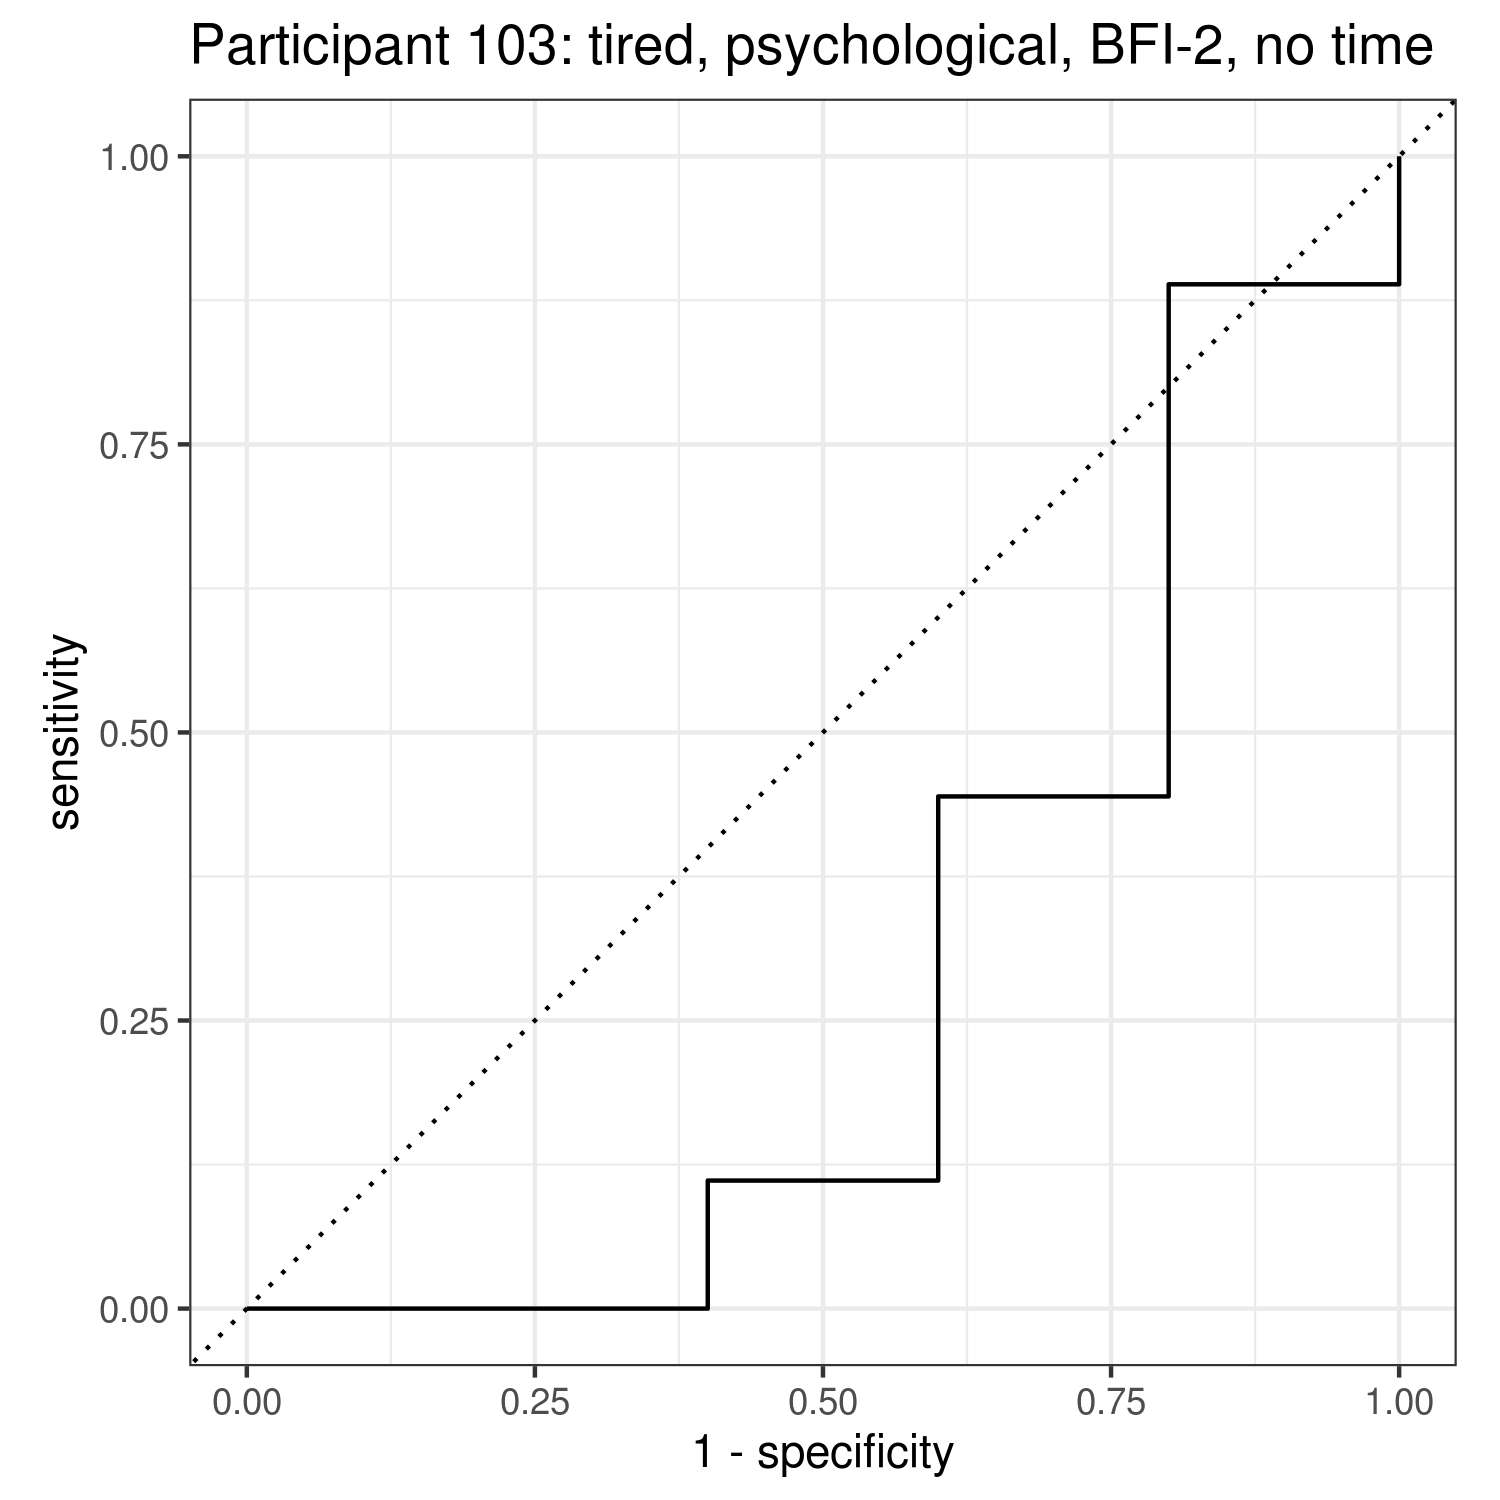 Participant 103: tired, psychological, BFI-2, no time
1.00
0.75
0.50
0.25
0.00
sensitivity
0.00 0.25 0.50 0.75 1.00
1 - specificity